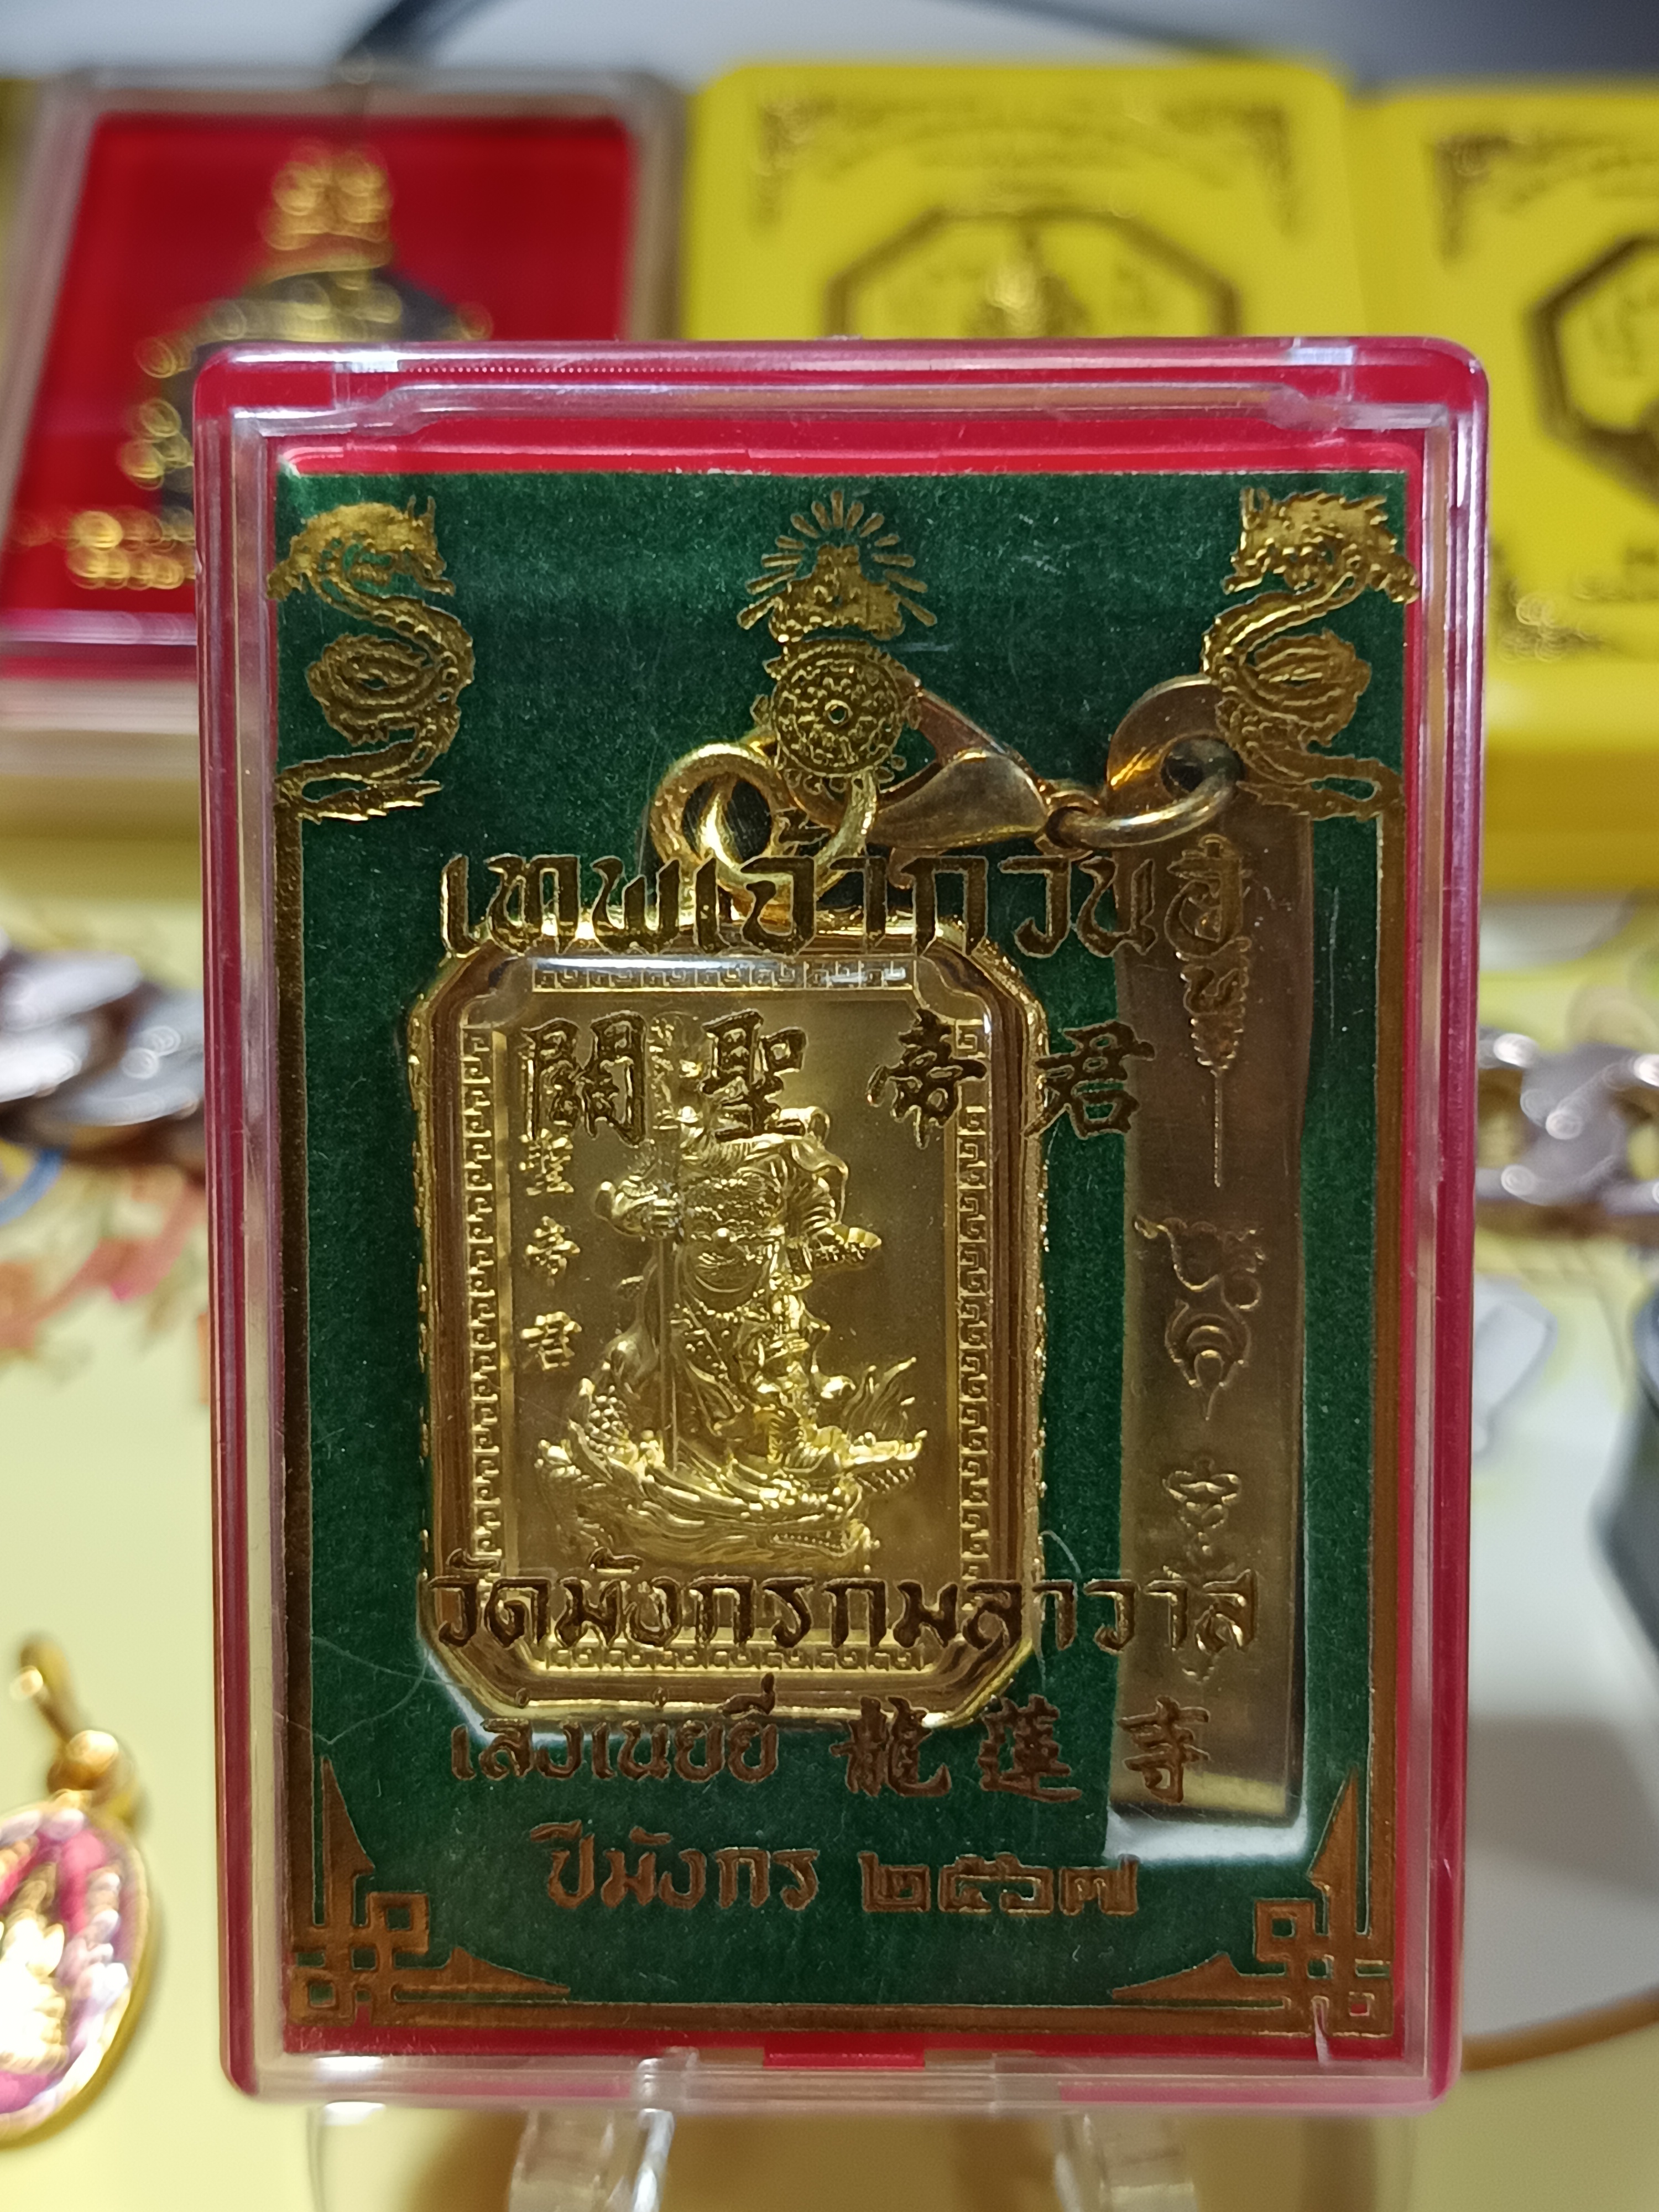 เทพเจ้ากวนอู
關聖帝君
聖帝君
วัดมังกรกมลาวาส
เล่งเน่ยยี่ 龍蓮寺
ปีมังกร ๒๕๖๗